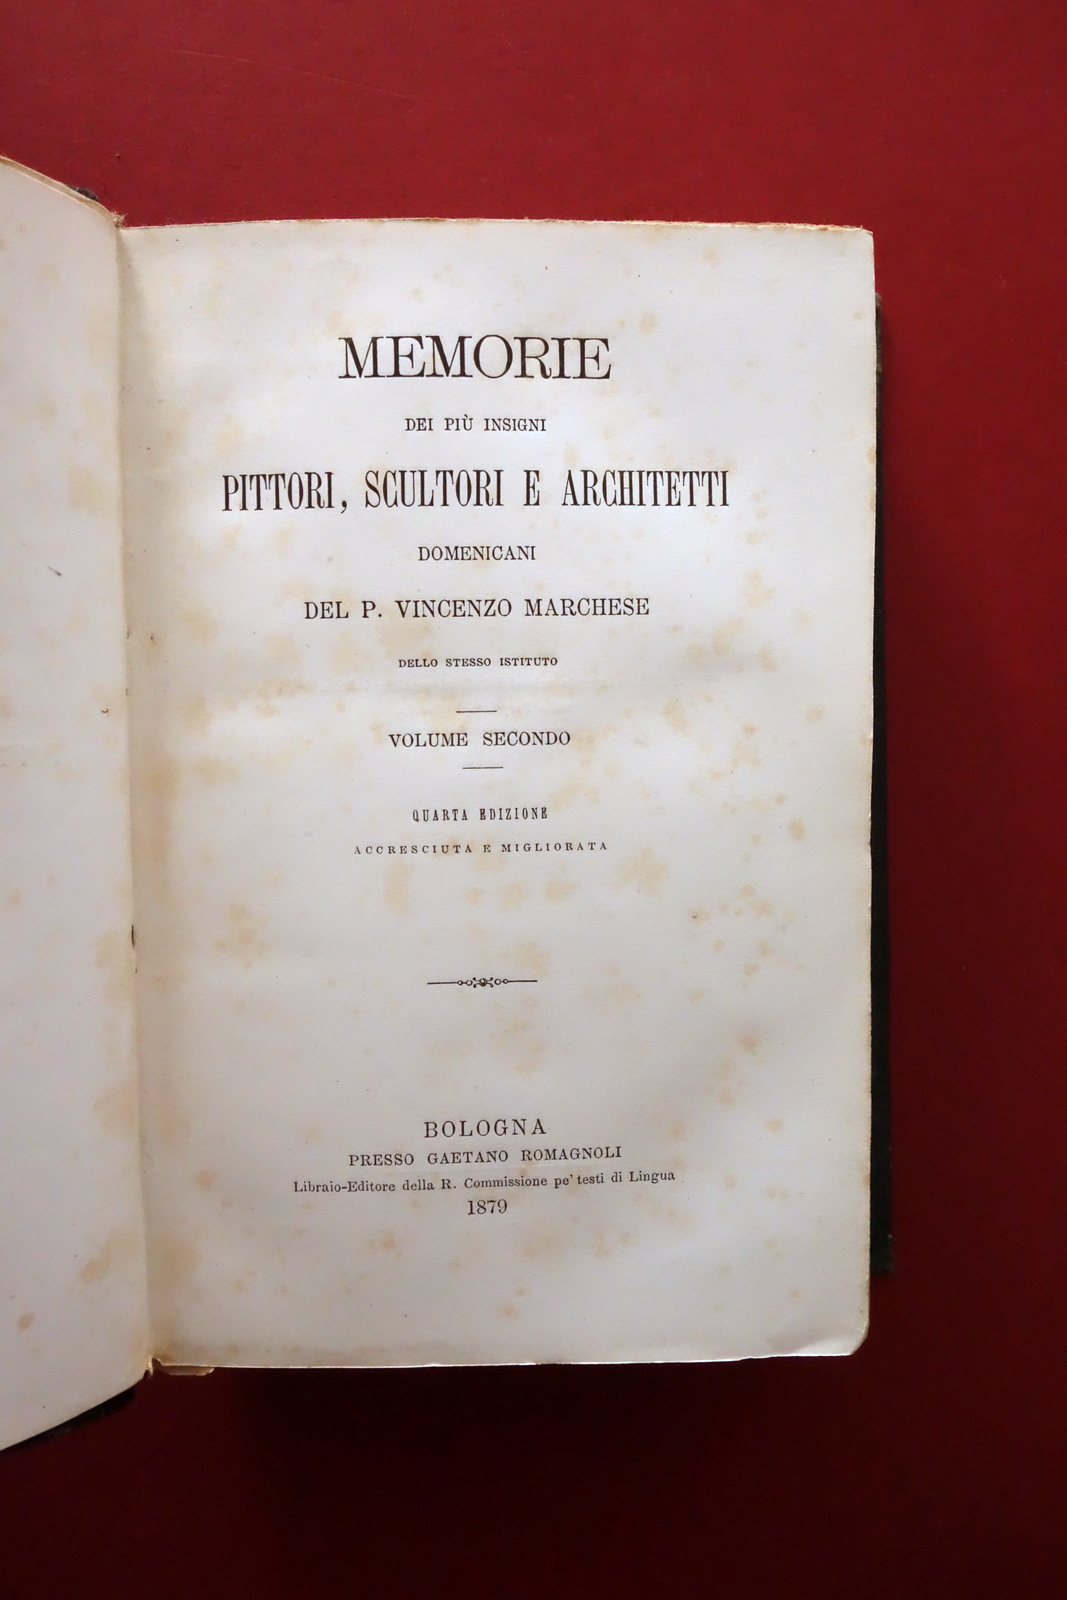 MEMORIE
DEI PIÙ INSIGNI
PITTORI, SCULTORI E ARCHITETTI
DOMENICANI
DEL P. VINCENZO MARCHESE
DELLO STESSO ISTITUTO
VOLUME SECONDO
QUARTA EDIZIONE
ACCRESCIUTA E MIGLIORATA
BOLOGNA
PRESSO GAETANO ROMAGNOLI
Libraio-Editore della R. Commissione pe' testi di Lingua
1879